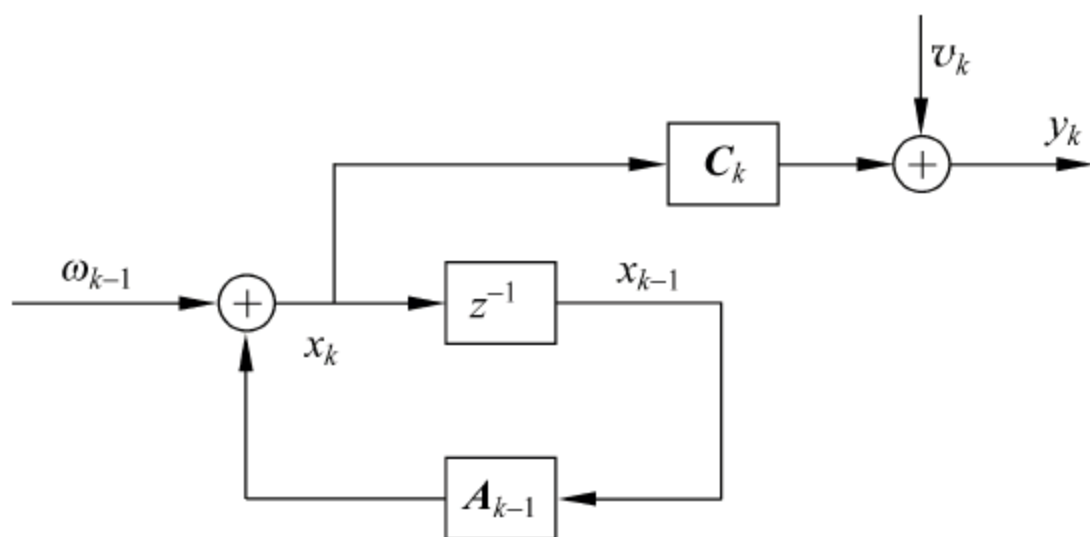 v_k
y_k
C_k
+
ω_{k−1}
x_{k−1}
+
z^{−1}
x_k
A_{k−1}